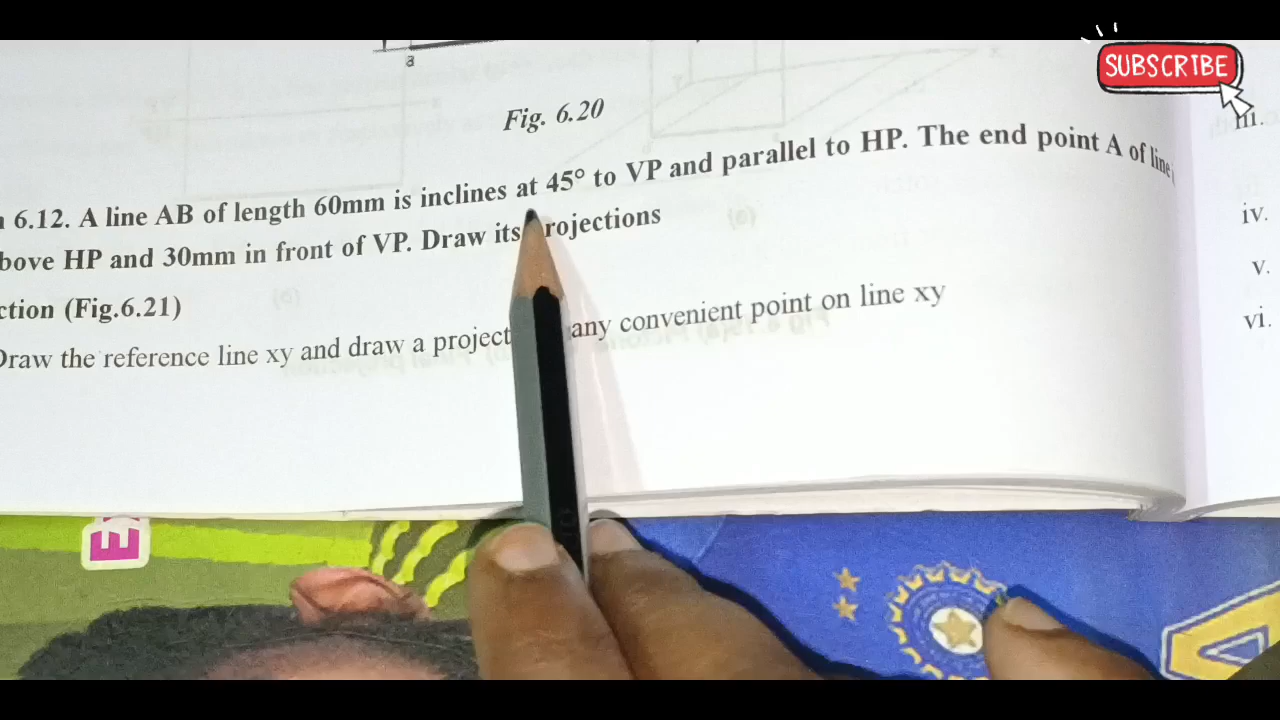 SUBSCRIBE
a
Fig. 6.20
6.12. A line AB of length 60mm is inclines at 45° to VP and parallel to HP. The end point A of line
bove HP and 30mm in front of VP. Draw its rojections
ction (Fig.6.21)
Draw the reference line xy and draw a project any convenient point on line xy
iii.
iv.
v.
vi.
E